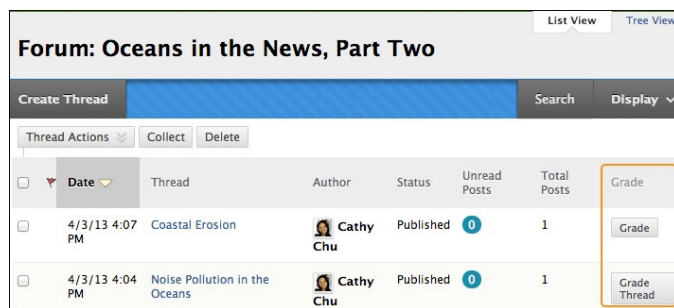 List View
Tree View
Forum: Oceans in the News, Part Two
Create Thread
Search
Display
Thread Actions
Collect
Delete
Date
Thread
Author
Status
Unread
Posts
Total
Posts
Grade
4/3/13 4:07
PM
Coastal Erosion
Cathy
Chu
Published
0
1
Grade
4/3/13 4:04
PM
Noise Pollution in the
Oceans
Cathy
Chu
Published
0
1
Grade
Thread